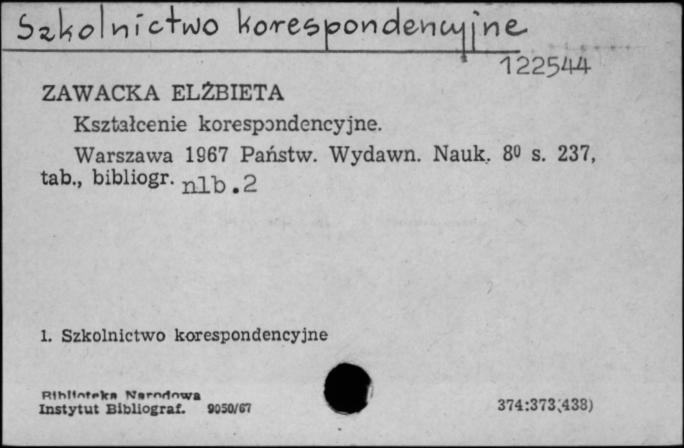 Szkolnictwo korespondencyjne
122544
ZAWACKA ELŻBIETA
Kształcenie korespondencyjne.
Warszawa 1967 Państw. Wydawn. Nauk. 8⁰ s. 237,
tab., bibliogr. nlb.2
1. Szkolnictwo korespondencyjne
Biblioteka Narodowa
Instytut Bibliograf. 9050/67
374:373(438)